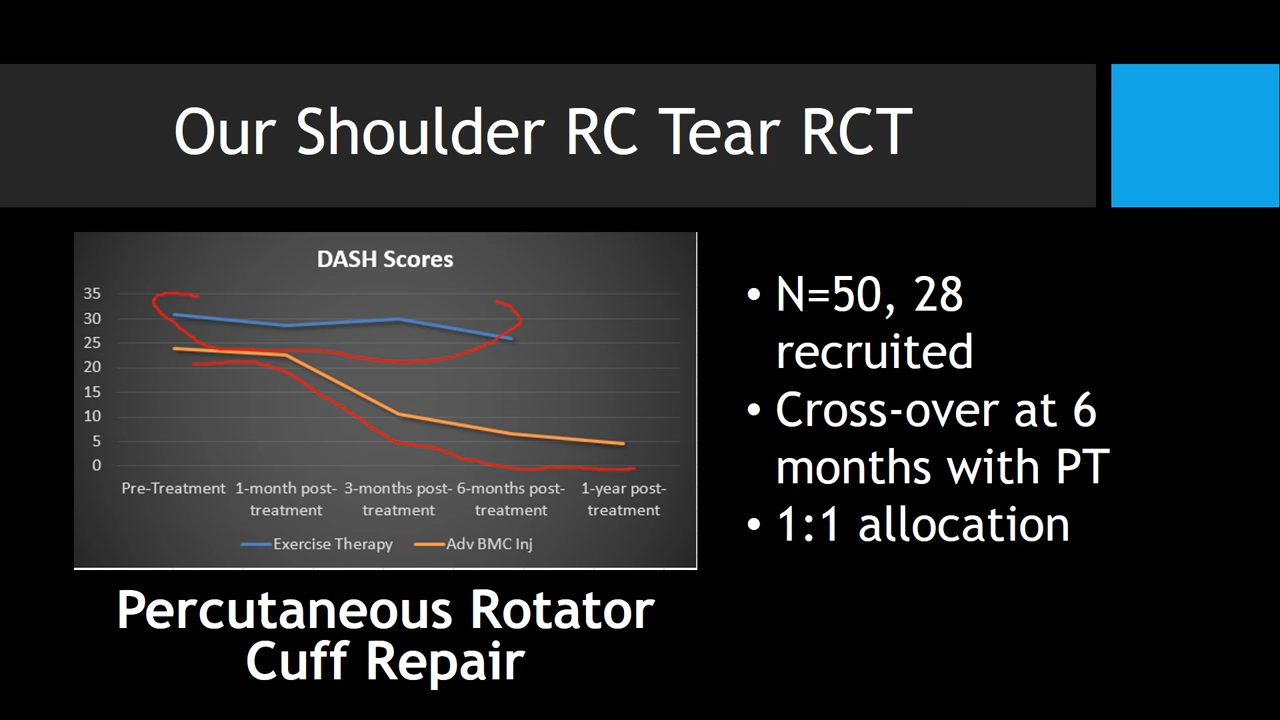 Our Shoulder RC Tear RCT
DASH Scores
35
30
25
20
15
10
5
0
Pre-Treatment 1-month post- 3-months post- 6-months post- 1-year post-
treatment treatment treatment treatment
Exercise Therapy Adv BMC Inj
Percutaneous Rotator
Cuff Repair
• N=50, 28
recruited
• Cross-over at 6
months with PT
• 1:1 allocation